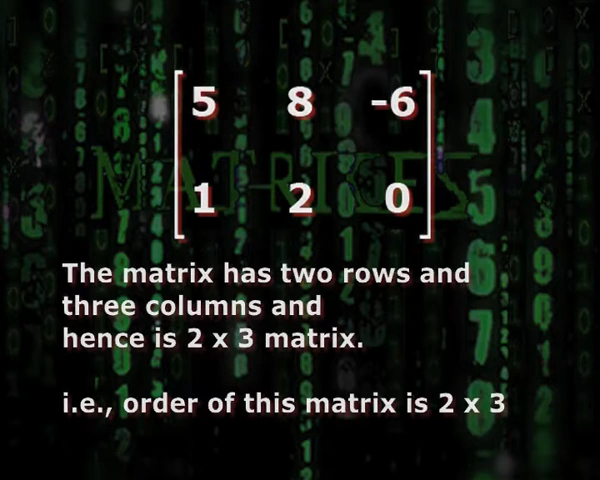 5 8 -6
MATRICES
1 2 0
The matrix has two rows and
three columns and
hence is 2 x 3 matrix.
i.e., order of this matrix is 2 x 3